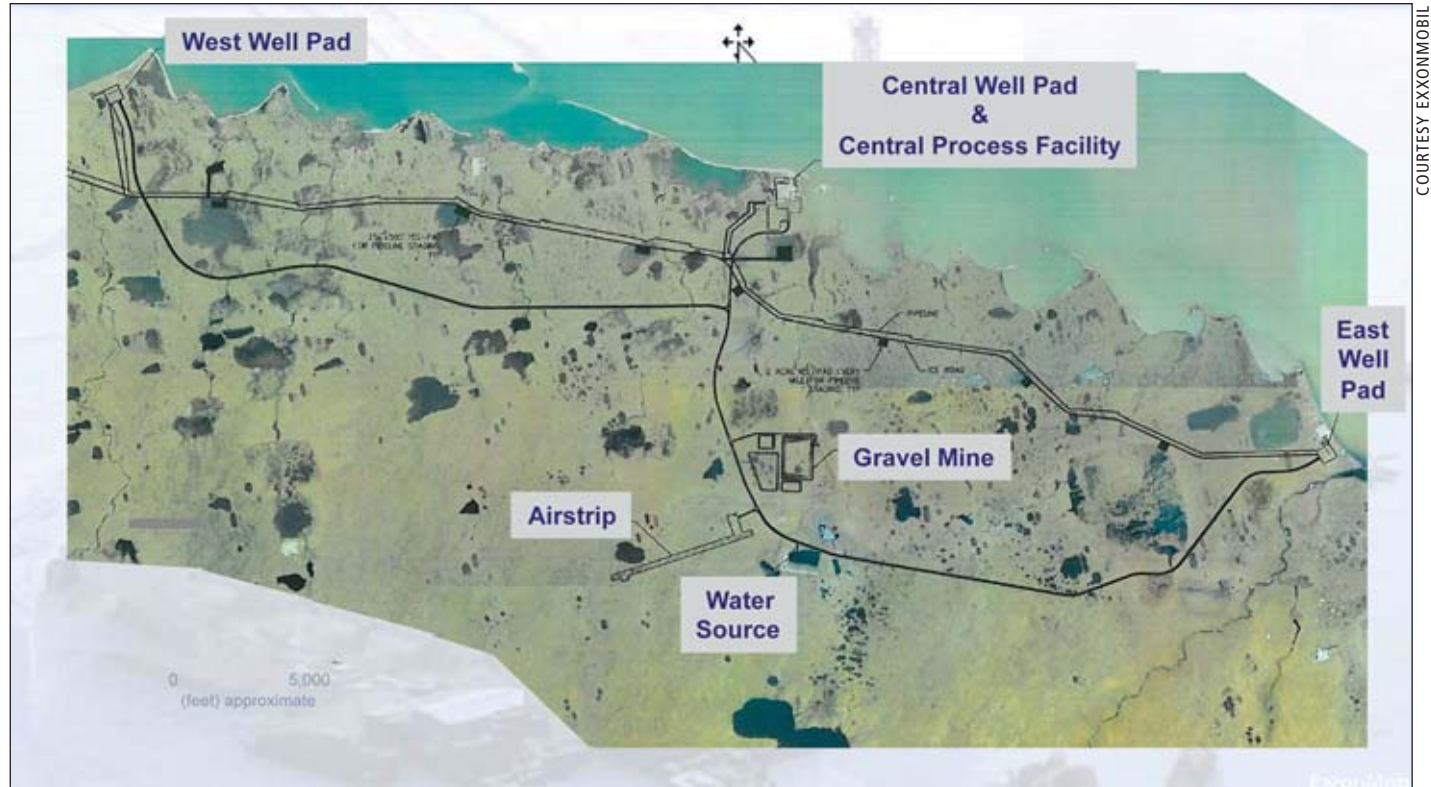 COURTESY EXXONMOBIL
West Well Pad
Central Well Pad
&
Central Process Facility
PIPELINE
ICE ROAD
East
Well
Pad
Gravel Mine
Airstrip
Water
Source
0 5,000
(feet) approximate